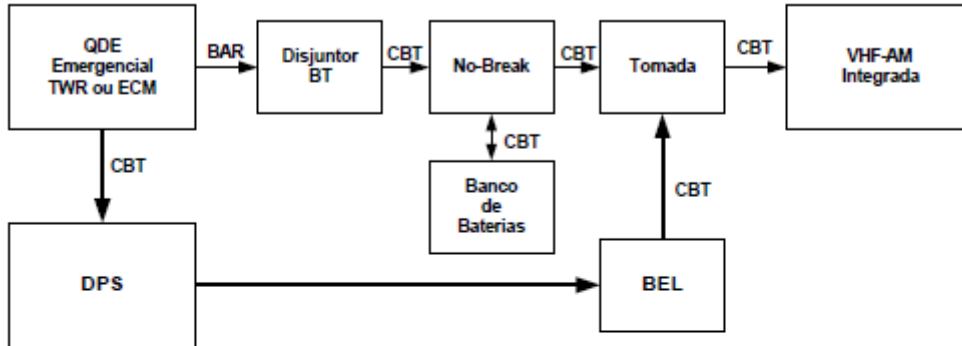 QDE
Emergencial
TWR ou ECM
BAR
Disjuntor
BT
CBT
No-Break
CBT
Tomada
CBT
VHF-AM
Integrada
CBT
CBT
Banco
de
Baterias
CBT
DPS
BEL